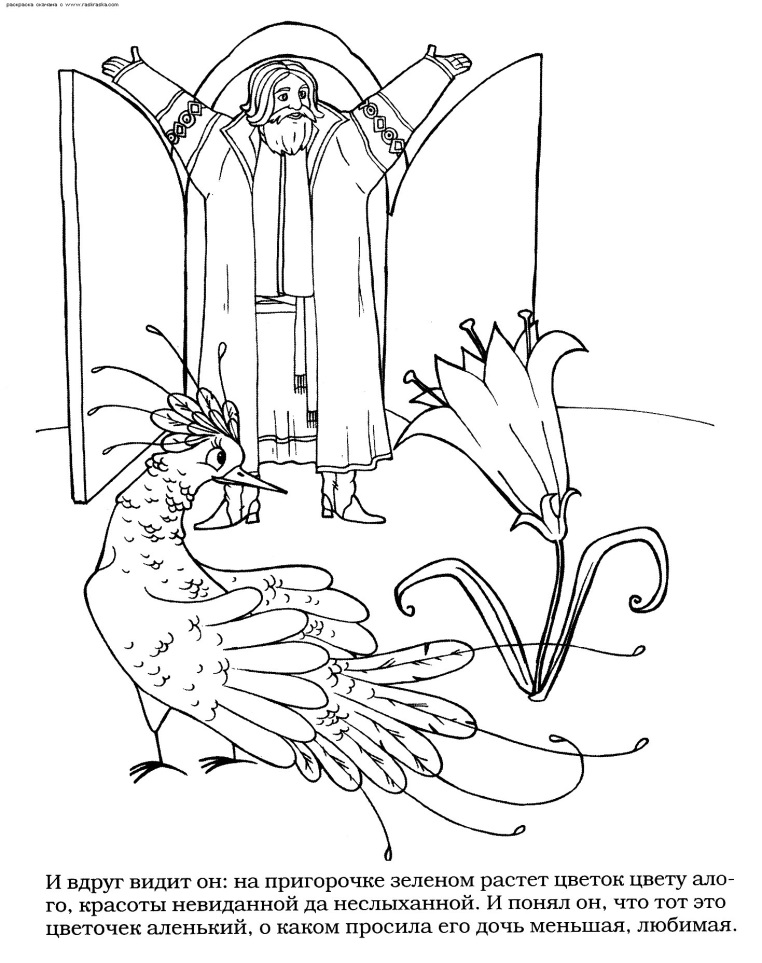 раскраска скачана с www.raskraska.com
И вдруг видит он: на пригорочке зеленом растет цветок цвету ало-
го, красоты невиданной да неслыханной. И понял он, что тот это
цветочек аленький, о каком просила его дочь меньшая, любимая.